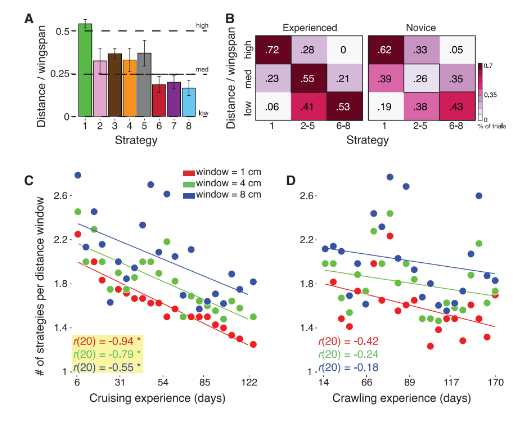 A
Distance / wingspan
high
0.5
med
0.25
low
0
1 2 3 4 5 6 7 8
Strategy
B
Distance / wingspan
Experienced Novice
high .72 .28 0 .62 .33 .05
med .23 .55 .21 .39 .26 .35
low .06 .41 .53 .19 .38 .43
1 2-5 6-8 1 2-5 6-8
Strategy
0.7
0.35
0
% of trials
C
# of strategies per distance window
window = 1 cm
window = 4 cm
window = 8 cm
2.6
2.2
1.8
1.4
1
r(20) = -0.94 *
r(20) = -0.79 *
r(20) = -0.55 *
6 31 54 85 122
Cruising experience (days)
D
2.6
2.2
1.8
1.4
1
r(20) = -0.42
r(20) = -0.24
r(20) = -0.18
14 66 89 117 170
Crawling experience (days)